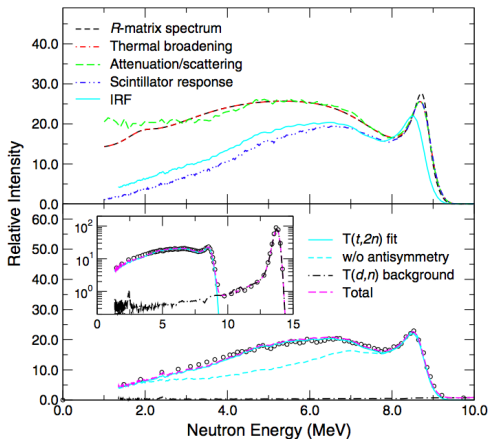 40.0
30.0
20.0
10.0
0.0
R-matrix spectrum
Thermal broadening
Attenuation/scattering
Scintillator response
IRF
Relative Intensity
60.0
50.0
40.0
30.0
20.0
10.0
0.0
10²
10¹
10⁰
0 5 10 15
T(t,2n) fit
w/o antisymmetry
T(d,n) background
Total
0.0 2.0 4.0 6.0 8.0 10.0
Neutron Energy (MeV)